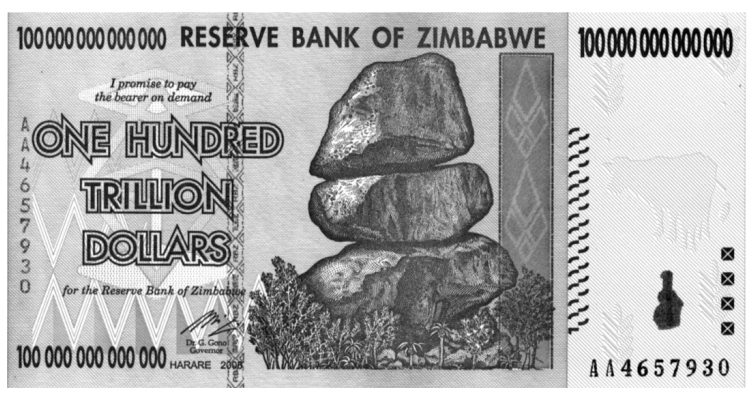 100 000 000 000 000 RESERVE BANK OF ZIMBABWE 100 000 000 000 000
I promise to pay
the bearer on demand
ONE HUNDRED
TRILLION
DOLLARS
for the Reserve Bank of Zimbabwe
Dr. G. Gono
Governor
100 000 000 000 000 HARARE 2008
AA4657930
AA4657930